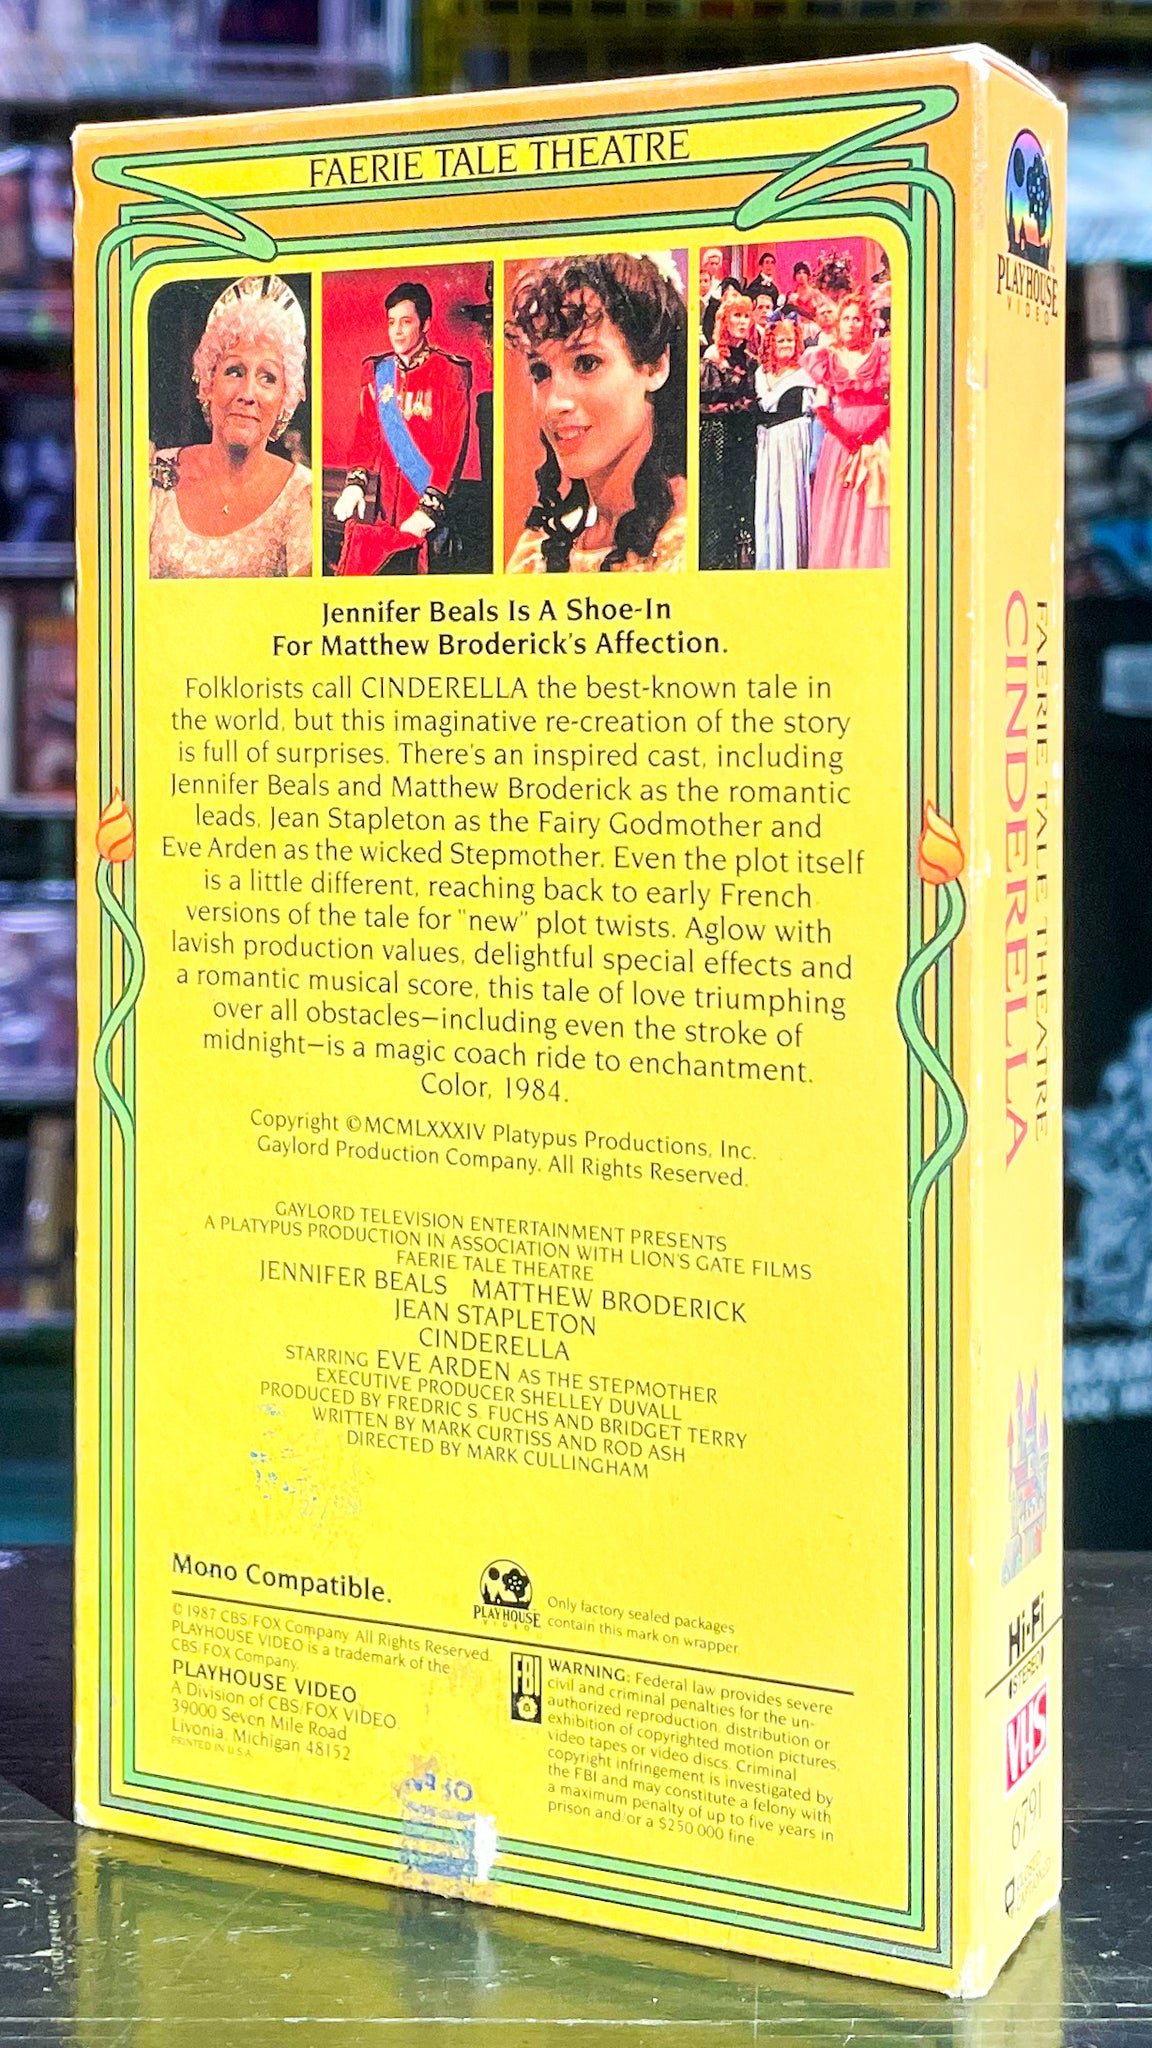 FAERIE TALE THEATRE
Jennifer Beals Is A Shoe-In
For Matthew Broderick's Affection.
Folklorists call CINDERELLA the best-known tale in
the world, but this imaginative re-creation of the story
is full of surprises. There's an inspired cast, including
Jennifer Beals and Matthew Broderick as the romantic
leads, Jean Stapleton as the Fairy Godmother and
Eve Arden as the wicked Stepmother. Even the plot itself
is a little different, reaching back to early French
versions of the tale for "new" plot twists. Aglow with
lavish production values, delightful special effects and
a romantic musical score, this tale of love triumphing
over all obstacles—including even the stroke of
midnight—is a magic coach ride to enchantment.
Color, 1984.
Copyright ©MCMLXXXIV Platypus Productions, Inc.
Gaylord Production Company. All Rights Reserved.
GAYLORD TELEVISION ENTERTAINMENT PRESENTS
A PLATYPUS PRODUCTION IN ASSOCIATION WITH LION'S GATE FILMS
FAERIE TALE THEATRE
JENNIFER BEALS MATTHEW BRODERICK
JEAN STAPLETON
CINDERELLA
STARRING EVE ARDEN AS THE STEPMOTHER
EXECUTIVE PRODUCER SHELLEY DUVALL
PRODUCED BY FREDRIC S. FUCHS AND BRIDGET TERRY
WRITTEN BY MARK CURTISS AND ROD ASH
DIRECTED BY MARK CULLINGHAM
Mono Compatible.
PLAYHOUSE
VIDEO
Only factory sealed packages
contain this mark on wrapper.
© 1987 CBS/FOX Company. All Rights Reserved.
PLAYHOUSE VIDEO is a trademark of the
CBS/FOX Company.
PLAYHOUSE VIDEO
A Division of CBS/FOX VIDEO
39000 Seven Mile Road
Livonia, Michigan 48152
PRINTED IN U.S.A.
FBI
WARNING: Federal law provides severe
civil and criminal penalties for the un-
authorized reproduction, distribution or
exhibition of copyrighted motion pictures,
video tapes or video discs. Criminal
copyright infringement is investigated by
the FBI and may constitute a felony with
a maximum penalty of up to five years in
prison and/or a $250,000 fine.
PLAYHOUSE
VIDEO
FAERIE TALE THEATRE
CINDERELLA
Hi-Fi
STEREO
VHS
6791
CLOSED
CAPTIONED